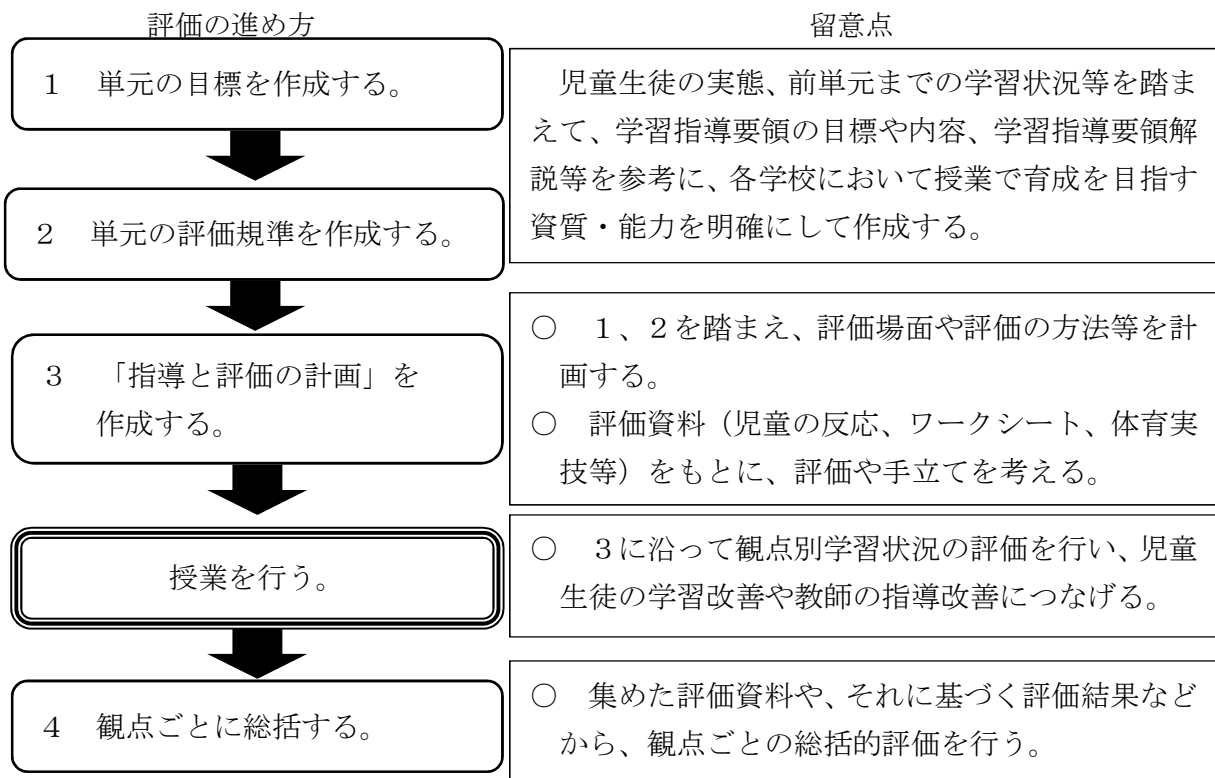 評価の進め方
留意点
1 単元の目標を作成する。
児童生徒の実態、前単元までの学習状況等を踏ま
えて、学習指導要領の目標や内容、学習指導要領解
説等を参考に、各学校において授業で育成を目指す
資質・能力を明確にして作成する。
2 単元の評価規準を作成する。
3 「指導と評価の計画」を
作成する。
○ 1、2を踏まえ、評価場面や評価の方法等を計
画する。
○ 評価資料（児童の反応、ワークシート、体育実
技等）をもとに、評価や手立てを考える。
授業を行う。
○ 3に沿って観点別学習状況の評価を行い、児童
生徒の学習改善や教師の指導改善につなげる。
4 観点ごとに総括する。
○ 集めた評価資料や、それに基づく評価結果など
から、観点ごとの総括的評価を行う。